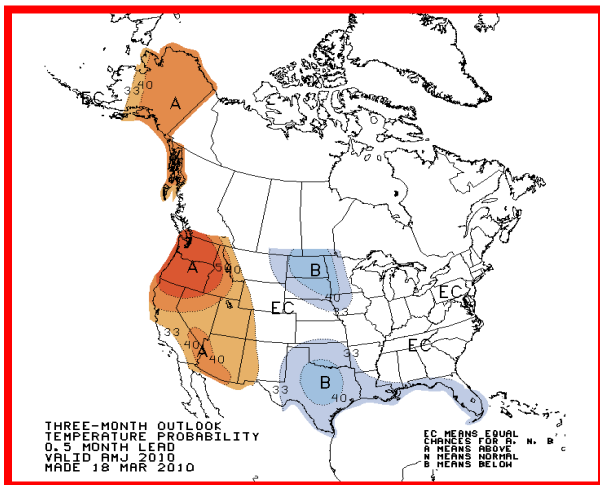 40
33
EC
A
A
50
40
B
40
33
EC
EC
33
40
A
40
33
EC
33
B
40
THREE-MONTH OUTLOOK
TEMPERATURE PROBABILITY
0.5 MONTH LEAD
VALID AMJ 2010
MADE 18 MAR 2010
EC MEANS EQUAL
CHANCES FOR A, N, B
A MEANS ABOVE
N MEANS NORMAL
B MEANS BELOW